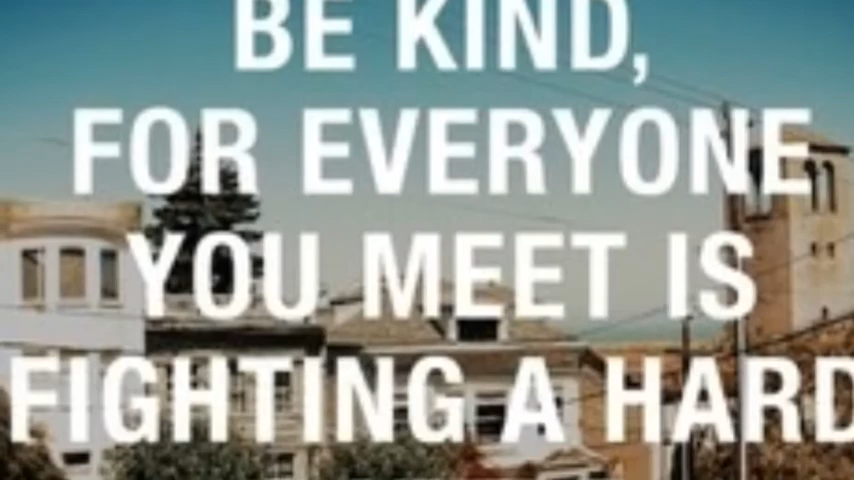 BE KIND,
FOR EVERYONE
YOU MEET IS
FIGHTING A HARD